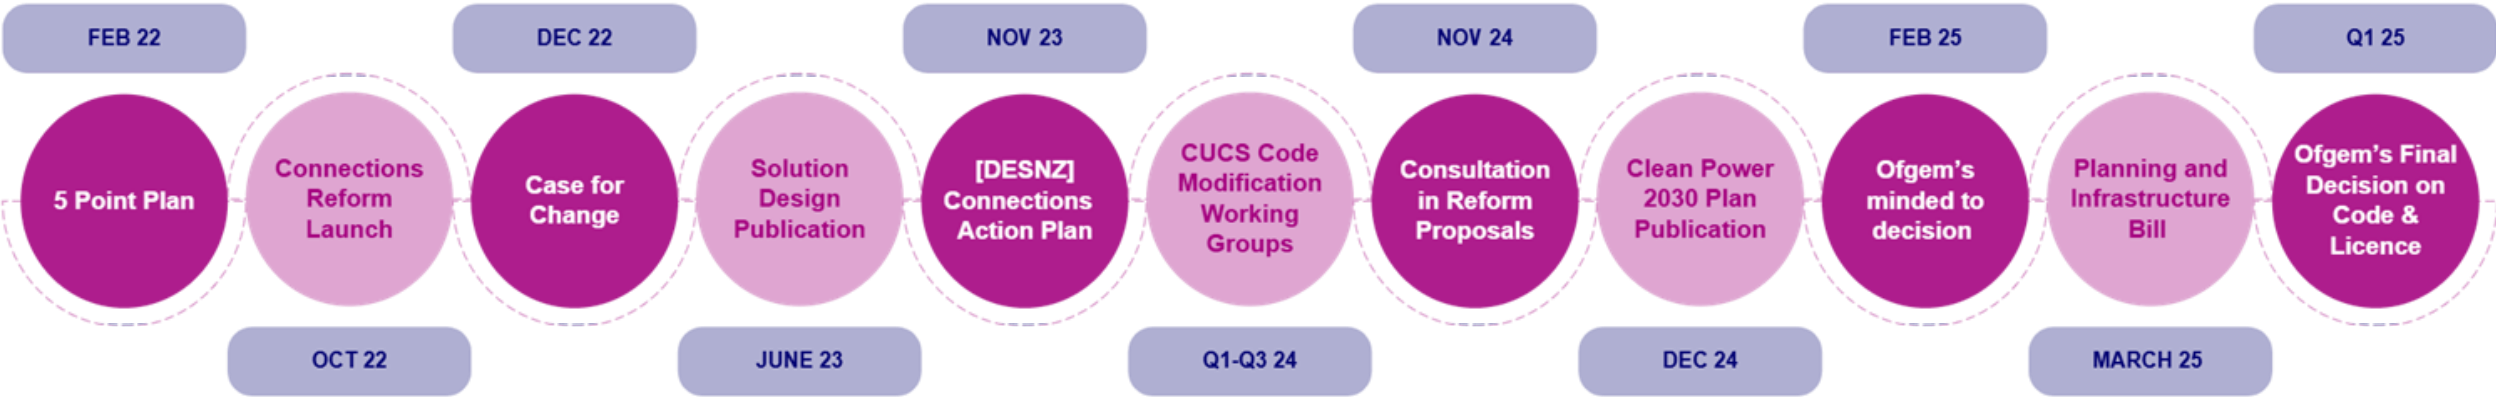 FEB 22
5 Point Plan
Connections
Reform
Launch
OCT 22
DEC 22
Case for
Change
Solution
Design
Publication
JUNE 23
NOV 23
[DESNZ]
Connections
Action Plan
CUCS Code
Modification
Working
Groups
Q1-Q3 24
NOV 24
Consultation
in Reform
Proposals
Clean Power
2030 Plan
Publication
DEC 24
FEB 25
Ofgem's
minded to
decision
Planning and
Infrastructure
Bill
MARCH 25
Q1 25
Ofgem's Final
Decision on
Code &
Licence